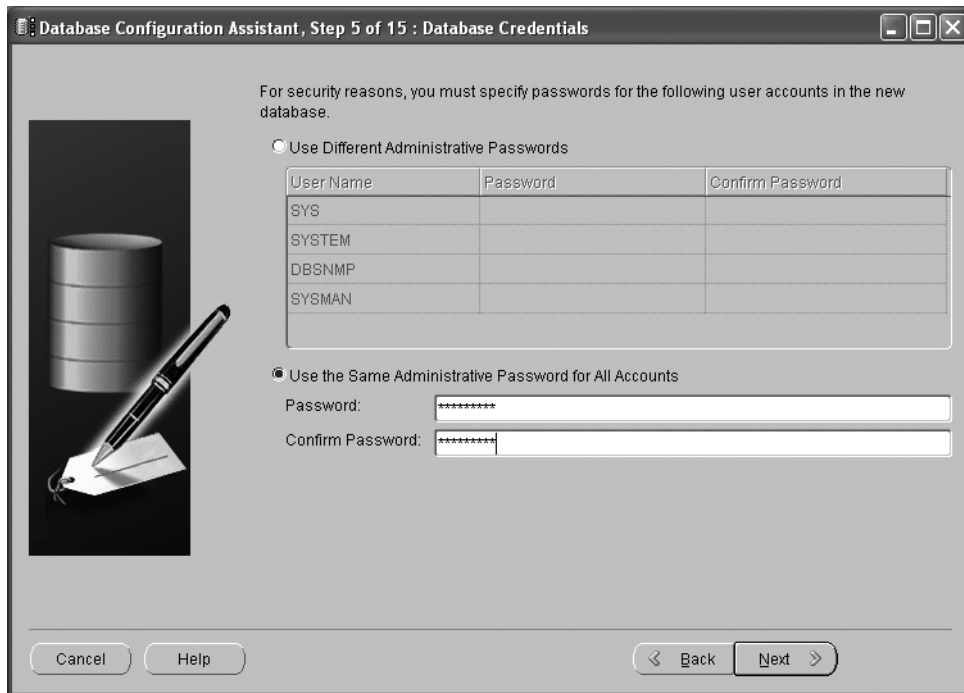 Database Configuration Assistant, Step 5 of 15 : Database Credentials
For security reasons, you must specify passwords for the following user accounts in the new
database.
Use Different Administrative Passwords
User Name Password Confirm Password
SYS
SYSTEM
DBSNMP
SYSMAN
Use the Same Administrative Password for All Accounts
Password: *********
Confirm Password: *********
Cancel Help Back Next